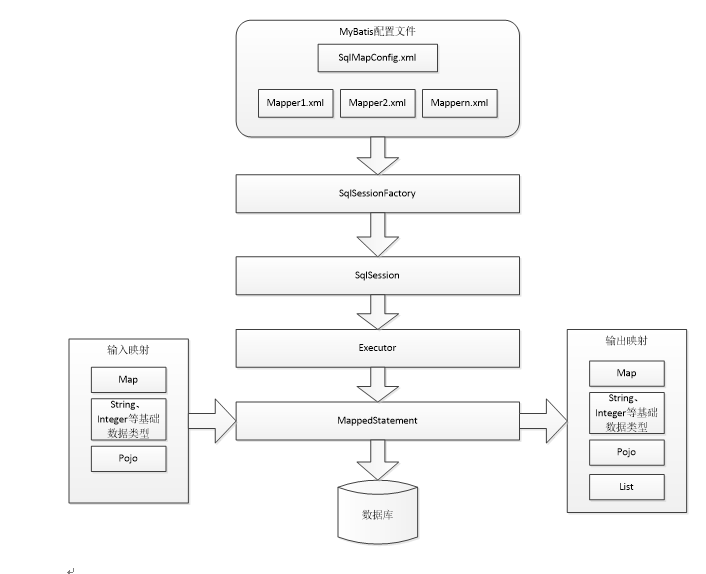 MyBatis配置文件
SqlMapConfig.xml
Mapper1.xml
Mapper2.xml
Mappern.xml
SqlSessionFactory
SqlSession
Executor
输入映射
Map
String、
Integer等基础
数据类型
Pojo
MappedStatement
输出映射
Map
String、
Integer等基础
数据类型
Pojo
List
数据库